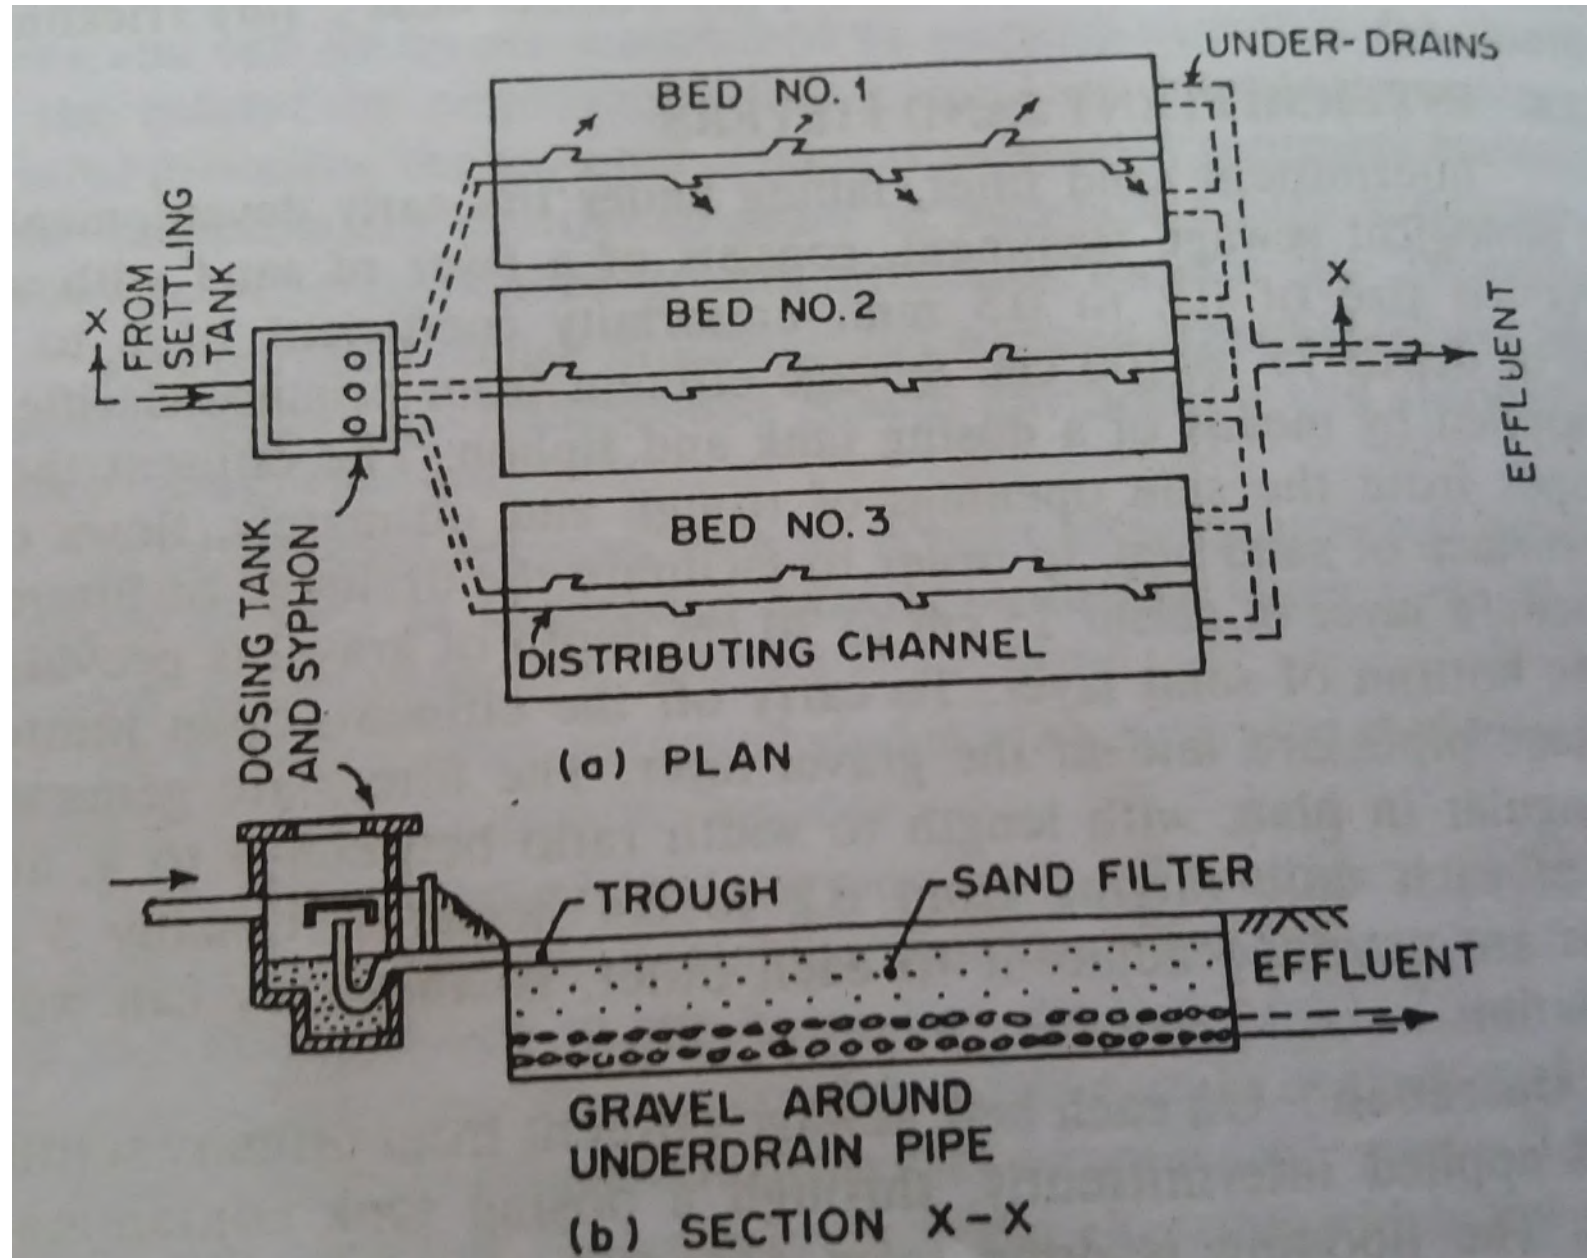 UNDER-DRAINS
BED NO. 1
FROM
SETTLING
TANK
X
BED NO. 2
X
EFFLUENT
BED NO. 3
DISTRIBUTING CHANNEL
DOSING TANK
AND SYPHON
(a) PLAN
TROUGH
SAND FILTER
EFFLUENT
GRAVEL AROUND
UNDERDRAIN PIPE
(b) SECTION X-X